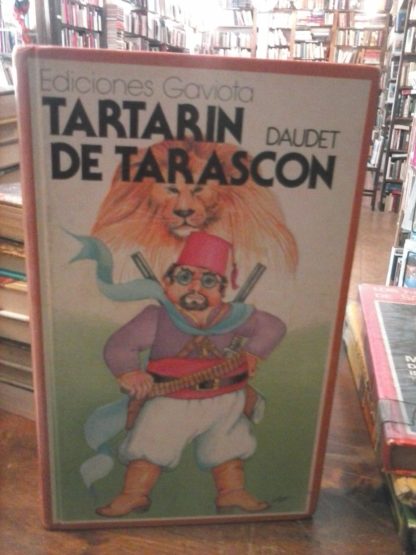 Ediciones Gaviota
TARTARIN
DAUDET
DE TARASCON